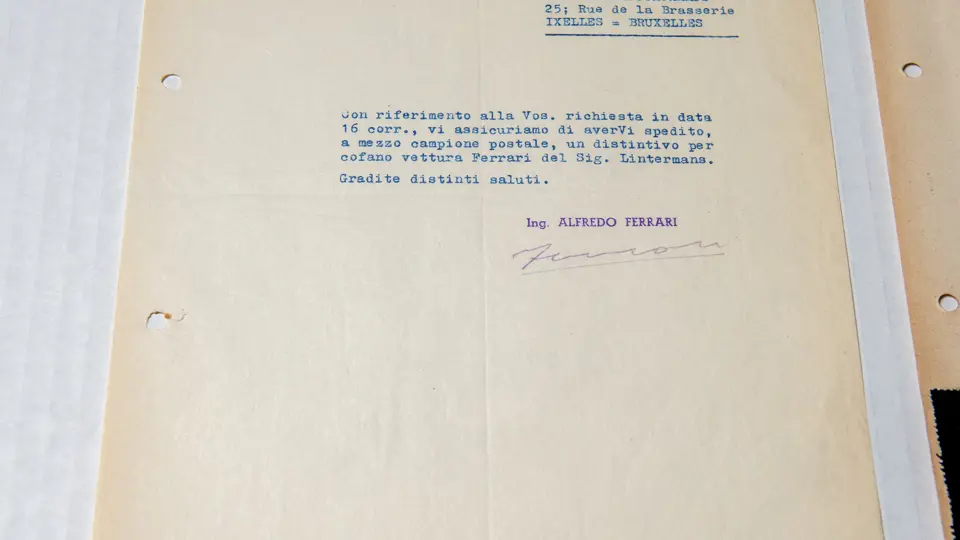 25; Rue de la Brasserie
IXELLES = BRUXELLES
Con riferimento alla Vos. richiesta in data
16 corr., vi assicuriamo di averVi spedito,
a mezzo campione postale, un distintivo per
cofano vettura Ferrari del Sig. Lintermans.
Gradite distinti saluti.
Ing. ALFREDO FERRARI
Ferrari